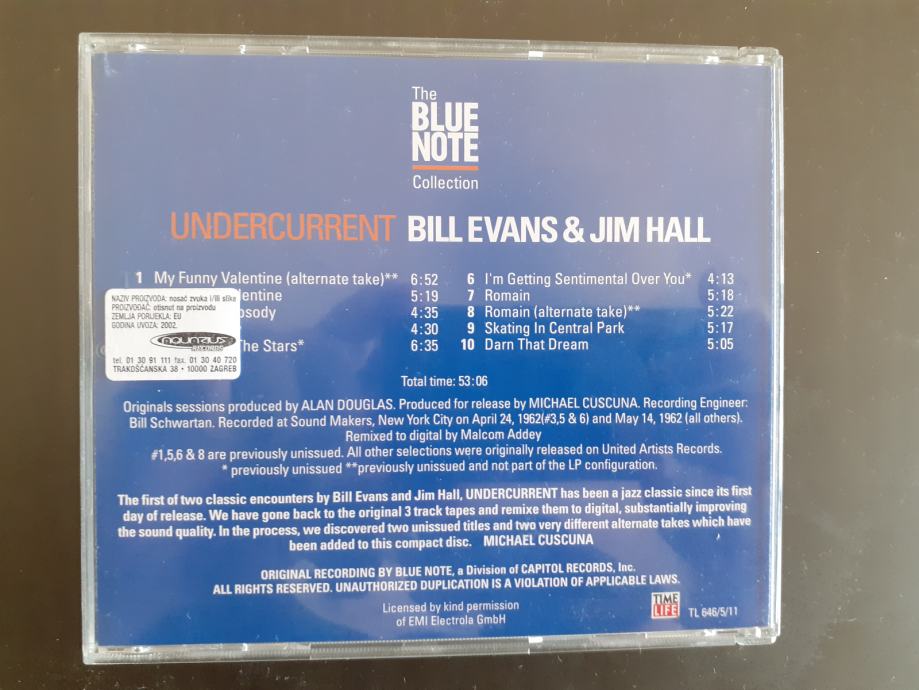 The
BLUE
NOTE
Collection
UNDERCURRENT BILL EVANS & JIM HALL
1 My Funny Valentine (alternate take)** 6:52
entine 5:19
osody 4:35
4:30
The Stars* 6:35
6 I'm Getting Sentimental Over You* 4:13
7 Romain 5:18
8 Romain (alternate take)** 5:22
9 Skating In Central Park 5:17
10 Darn That Dream 5:05
NAZIV PROIZVODA: nosač zvuka i/ili slike
PROIZVOĐAČ: otisnut na proizvodu
ZEMLJA PORIJEKLA: EU
GODINA UVOZA: 2002.
RECORDS
tel. 01 30 91 111 fax. 01 30 40 720
TRAKOŠĆANSKA 38 • 10000 ZAGREB
Total time: 53:06
Originals sessions produced by ALAN DOUGLAS. Produced for release by MICHAEL CUSCUNA. Recording Engineer:
Bill Schwartan. Recorded at Sound Makers, New York City on April 24, 1962(#3,5 & 6) and May 14, 1962 (all others).
Remixed to digital by Malcom Addey
#1,5,6 & 8 are previously unissued. All other selections were originally released on United Artists Records.
* previously unissued **previously unissued and not part of the LP configuration.
The first of two classic encounters by Bill Evans and Jim Hall, UNDERCURRENT has been a jazz classic since its first
day of release. We have gone back to the original 3 track tapes and remixe them to digital, substantially improving
the sound quality. In the process, we discovered two unissued titles and two very different alternate takes which have
been added to this compact disc. MICHAEL CUSCUNA
ORIGINAL RECORDING BY BLUE NOTE, a Division of CAPITOL RECORDS, Inc.
ALL RIGHTS RESERVED. UNAUTHORIZED DUPLICATION IS A VIOLATION OF APPLICABLE LAWS.
Licensed by kind permission
of EMI Electrola GmbH
TIME
LIFE
TL 646/5/11